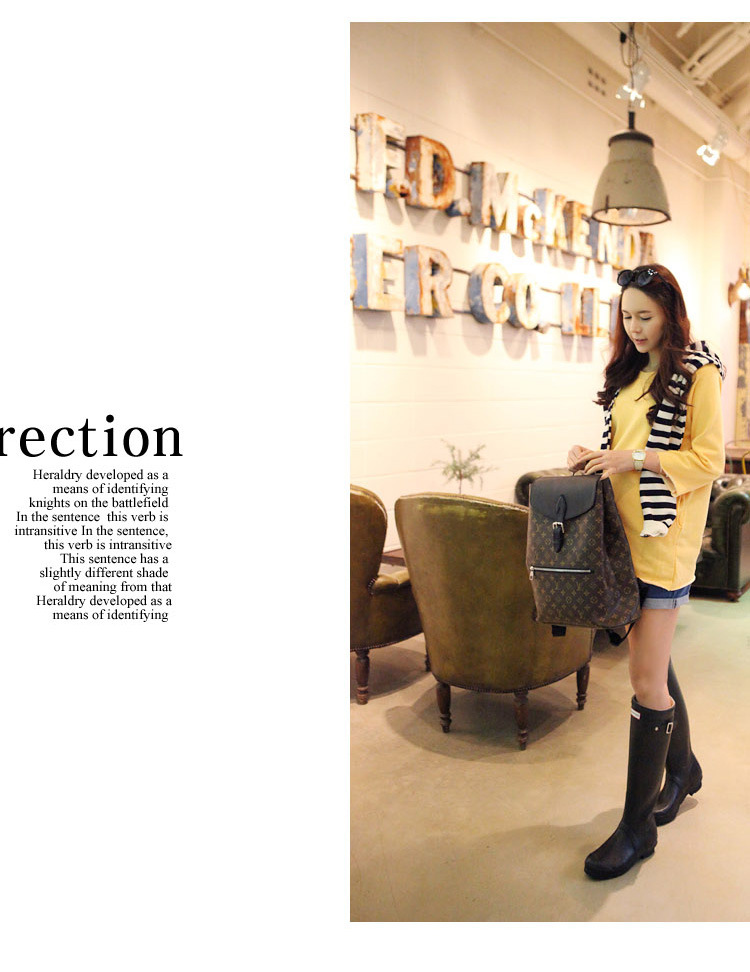 F.D. McKEND
ER CO.
rection
Heraldry developed as a
means of identifying
knights on the battlefield
In the sentence  this verb is
intransitive In the sentence,
this verb is intransitive
This sentence has a
slightly different shade
of meaning from that
Heraldry developed as a
means of identifying